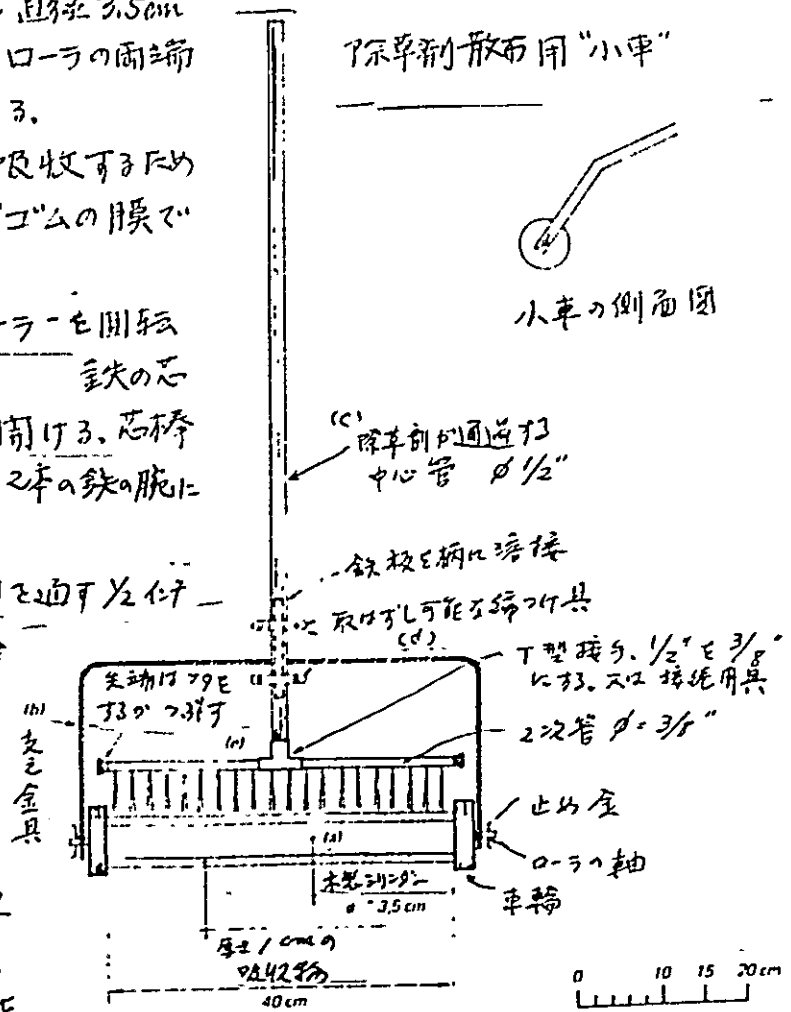 直径 3.5cm
ローラの両端
る。
吸收するため
ゴムの膜で
ラーを回転
鉄の芯
開ける。芯棒
2本の鉄の腕に
を通す 1/2 インチ
除草剤散布用 “小車”
小車の側面図
(c)
除草剤が通過する
中心管 ø 1/2"
鉄板を柄に溶接
取はずし可能な締つけ具
(d)
T型接手. 1/2" を 3/8"
にする。又は 接続用具
2次管 ø = 3/8"
先端は フタを
するか つぶす
(b)
支え金具
止め金
ローラの軸
車輪
(a)
木製シリンダー
ø = 3,5 cm
厚さ 1 cmの
吸収物
40 cm
0 10 15 20 cm